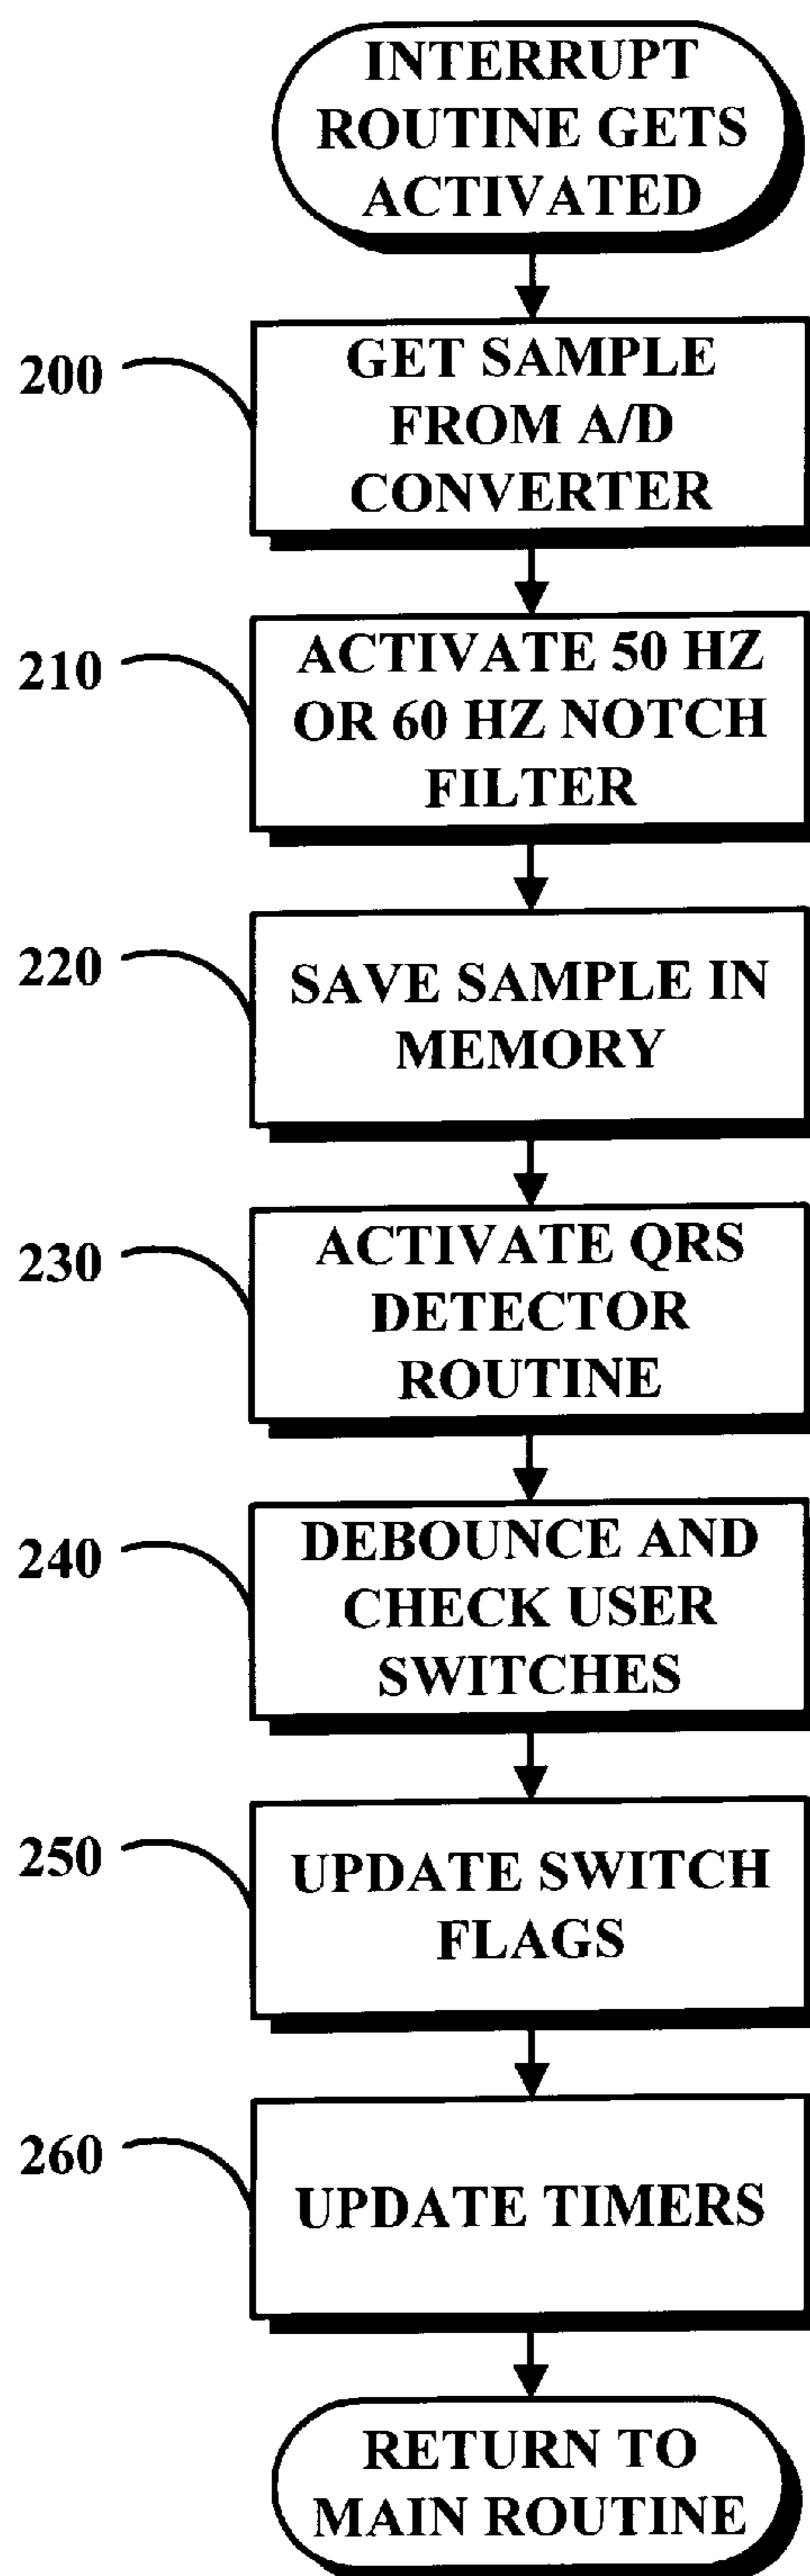 INTERRUPT
ROUTINE GETS
ACTIVATED
200
GET SAMPLE
FROM A/D
CONVERTER
210
ACTIVATE 50 HZ
OR 60 HZ NOTCH
FILTER
220
SAVE SAMPLE IN
MEMORY
230
ACTIVATE QRS
DETECTOR
ROUTINE
240
DEBOUNCE AND
CHECK USER
SWITCHES
250
UPDATE SWITCH
FLAGS
260
UPDATE TIMERS
RETURN TO
MAIN ROUTINE